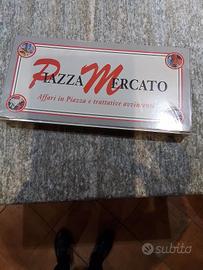 PIAZZA MERCATO
Affari in Piazza e trattative avvincenti
subito